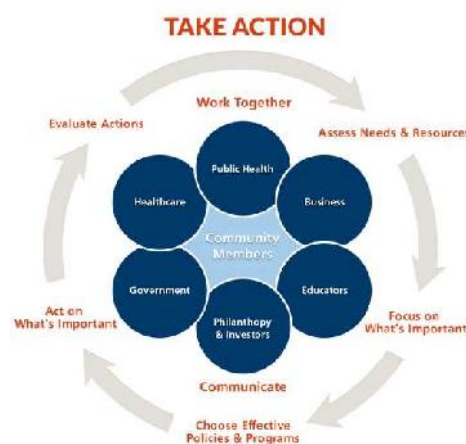 TAKE ACTION
Work Together
Evaluate Actions
Assess Needs & Resources
Public Health
Healthcare
Business
Community
Members
Government
Educators
Philanthopy
& Investors
Act on
What's Important
Focus on
What's Important
Communicate
Choose Effective
Policies & Programs